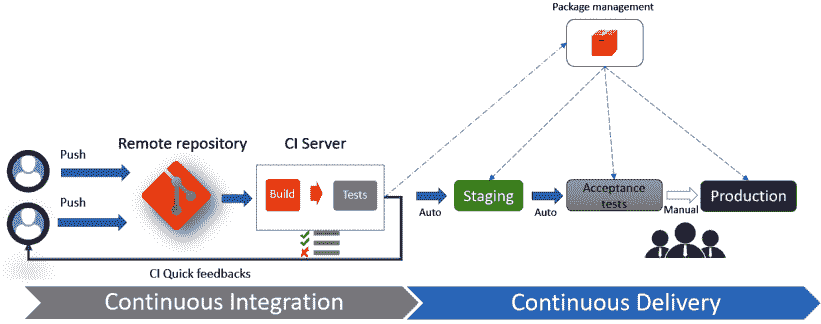 Package management
Remote repository
CI Server
Push
Push
Build
Tests
Auto
Staging
Auto
Acceptance
tests
Manual
Production
CI Quick feedbacks
Continuous Integration
Continuous Delivery